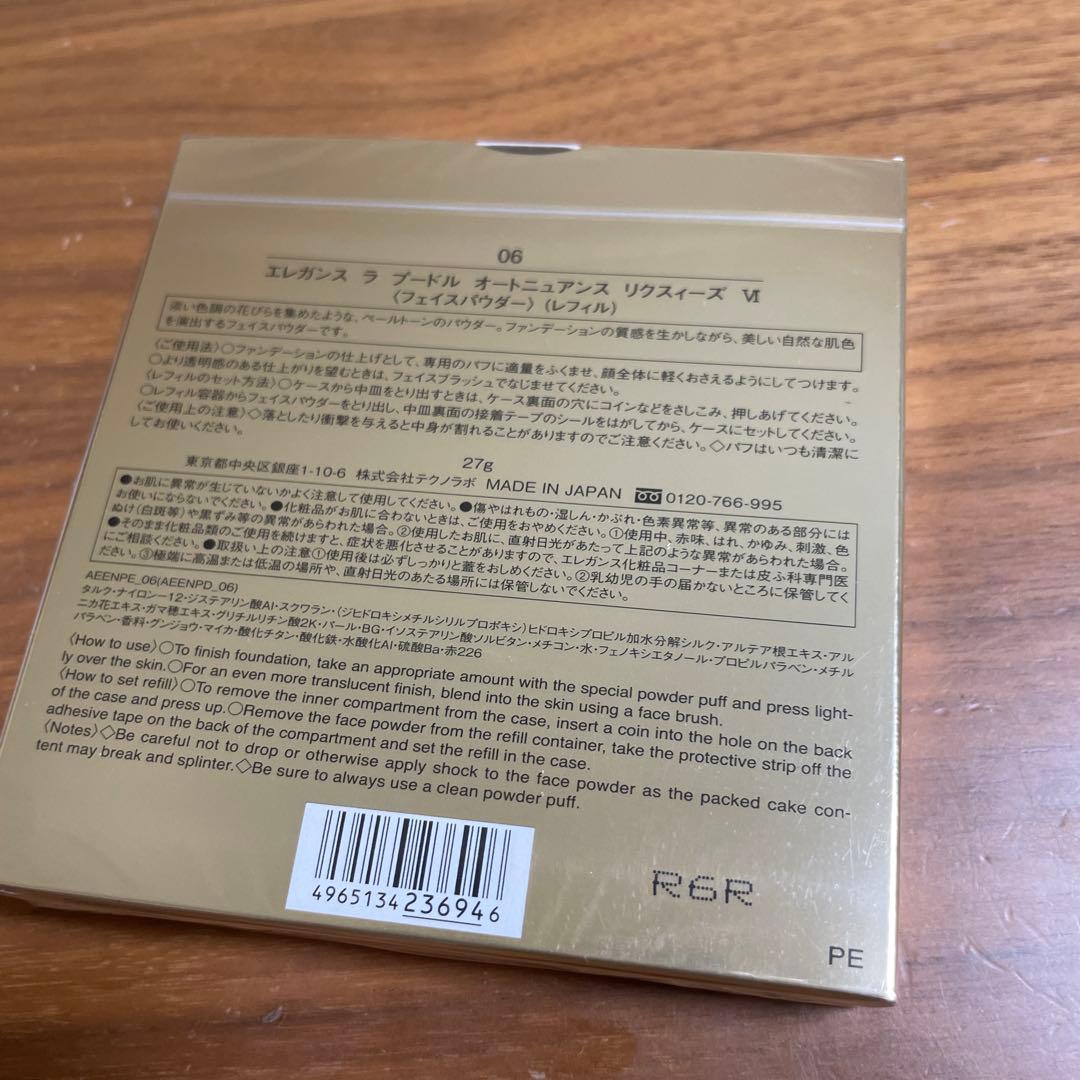 06
エレガンス ラ プードル オートニュアンス リクスィーズ Ⅵ
〈フェイスパウダー〉(レフィル)
淡い色調の花びらを集めたような、ペールトーンのパウダー。ファンデーションの質感を生かしながら、美しい自然な肌色
を演出するフェイスパウダーです。
〈ご使用法〉○ファンデーションの仕上げとして、専用のパフに適量をふくませ、顔全体に軽くおさえるようにしてつけます。
○より透明感のある仕上がりを望むときは、フェイスブラッシュでなじませてください。
〈レフィルのセット方法〉○ケースから中皿をとり出すときは、ケース裏面の穴にコインなどをさしこみ、押しあげてください。
○レフィル容器からフェイスパウダーをとり出し、中皿裏面の接着テープのシールをはがしてから、ケースにセットしてください。
〈ご使用上の注意〉◇落としたり衝撃を与えると中身が割れることがありますのでご注意ください。◇パフはいつも清潔に
してお使いください。
27g
東京都中央区銀座1-10-6 株式会社テクノラボ MADE IN JAPAN 0120-766-995
●お肌に異常が生じていないかよく注意して使用してください。●傷やはれもの・湿しん・かぶれ・色素異常等、異常のある部分には
お使いにならないでください。●化粧品がお肌に合わないときは、ご使用をおやめください。①使用中、赤味、はれ、かゆみ、刺激、色
ぬけ(白斑等)や黒ずみ等の異常があらわれた場合。②使用したお肌に、直射日光があたって上記のような異常があらわれた場合。
●そのまま化粧品類のご使用を続けますと、症状を悪化させることがありますので、エレガンス化粧品コーナーまたは皮ふ科専門医
にご相談ください。●取扱い上の注意①使用後は必ずしっかりと蓋をおしめください。②乳幼児の手の届かないところに保管してく
ださい。③極端に高温または低温の場所や、直射日光のあたる場所には保管しないでください。
AEENPE_06(AEENPD_06)
タルク・ナイロン－12・ジステアリン酸Al・スクワラン・(ジヒドロキシメチルシリルプロポキシ)ヒドロキシプロピル加水分解シルク・アルテア根エキス・アル
ニカ花エキス・ガマ穂エキス・グリチルリチン酸2K・パール・BG・イソステアリン酸ソルビタン・メチコン・水・フェノキシエタノール・プロピルパラベン・メチル
パラベン・香料・グンジョウ・マイカ・酸化チタン・酸化鉄・水酸化Al・硫酸Ba・赤226
〈How to use〉○To finish foundation, take an appropriate amount with the special powder puff and press light-
ly over the skin.○For an even more translucent finish, blend into the skin using a face brush.
〈How to set refill〉○To remove the inner compartment from the case, insert a coin into the hole on the back
of the case and press up.○Remove the face powder from the refill container, take the protective strip off the
adhesive tape on the back of the compartment and set the refill in the case.
〈Notes〉◇Be careful not to drop or otherwise apply shock to the face powder as the packed cake con-
tent may break and splinter.◇Be sure to always use a clean powder puff.
4965134236946
R6R
PE